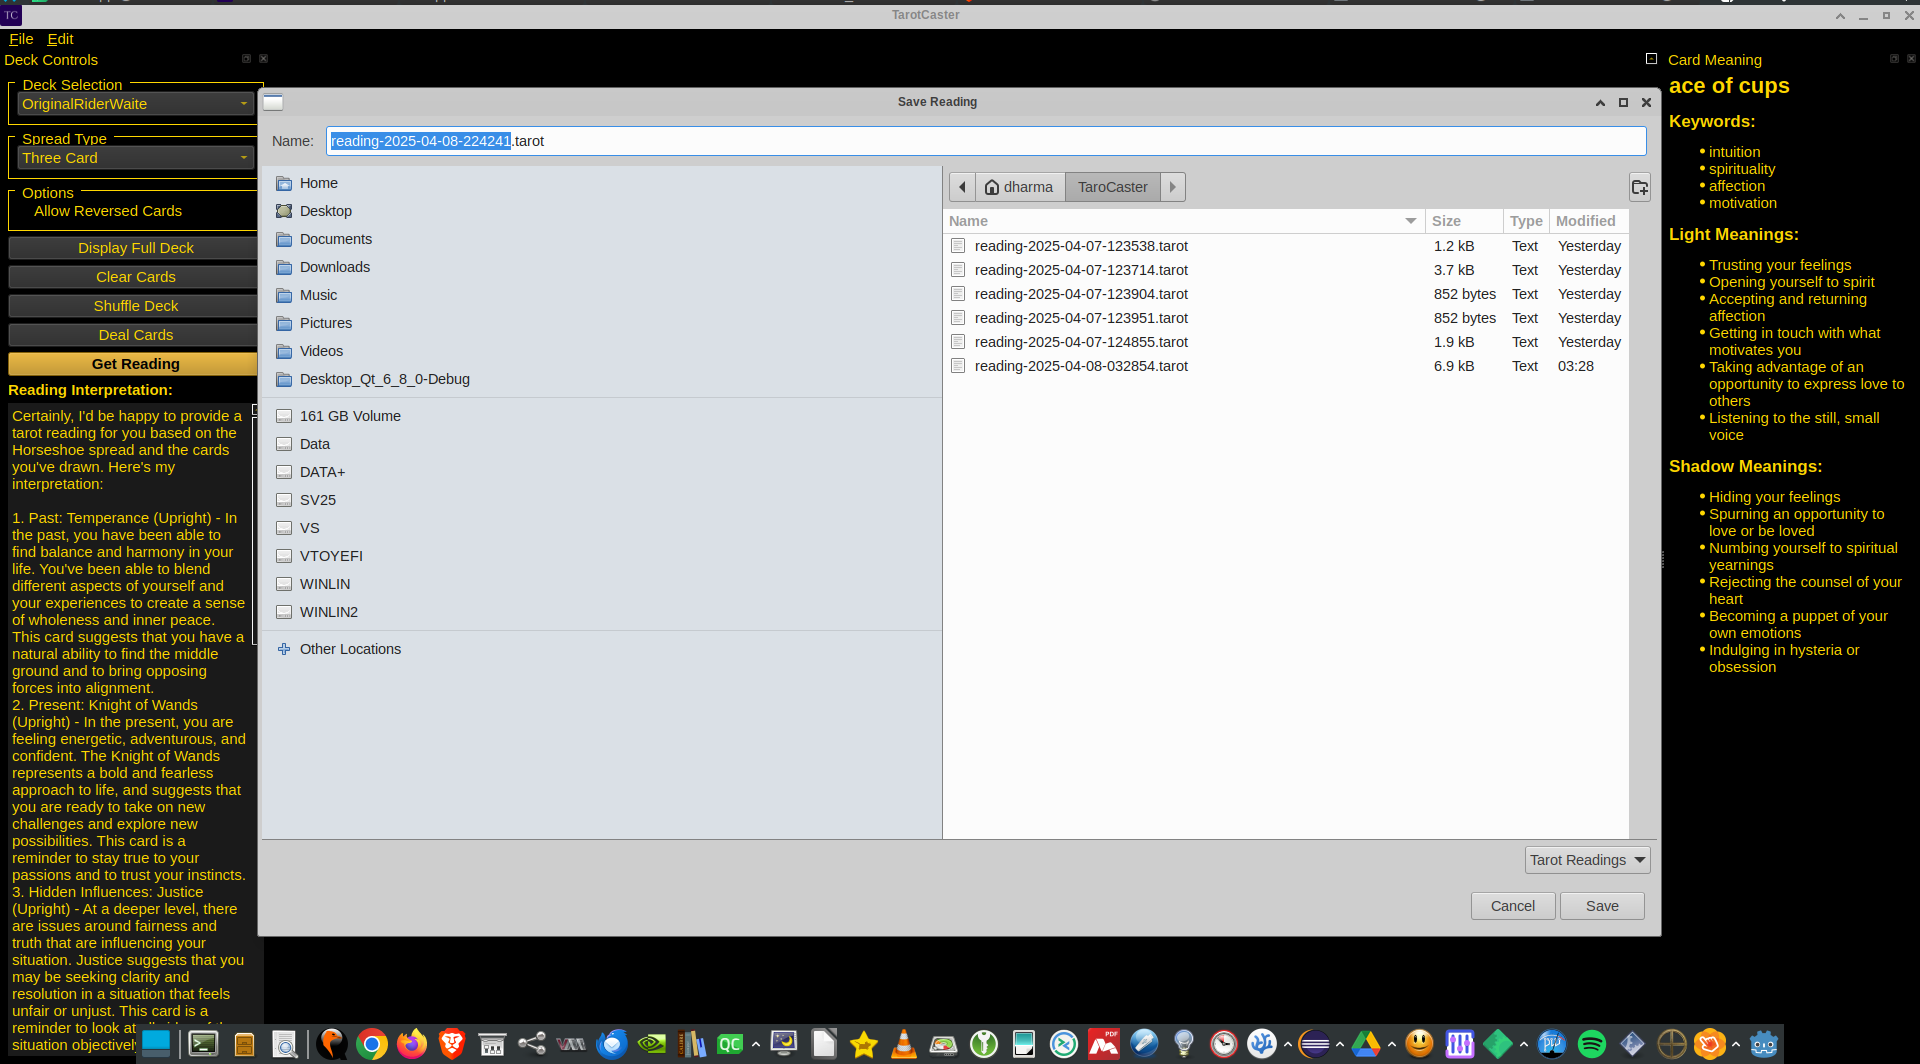 TC
TarotCaster
File Edit
Deck Controls
Deck Selection
OriginalRiderWaite
Spread Type
Three Card
Options
Allow Reversed Cards
Display Full Deck
Clear Cards
Shuffle Deck
Deal Cards
Get Reading
Reading Interpretation:
Certainly, I'd be happy to provide a
tarot reading for you based on the
Horseshoe spread and the cards
you've drawn. Here's my
interpretation:
1. Past: Temperance (Upright) - In
the past, you have been able to
find balance and harmony in your
life. You've been able to blend
different aspects of yourself and
your experiences to create a sense
of wholeness and inner peace.
This card suggests that you have a
natural ability to find the middle
ground and to bring opposing
forces into alignment.
2. Present: Knight of Wands
(Upright) - In the present, you are
feeling energetic, adventurous, and
confident. The Knight of Wands
represents a bold and fearless
approach to life, and suggests that
you are ready to take on new
challenges and explore new
possibilities. This card is a
reminder to stay true to your
passions and to trust your instincts.
3. Hidden Influences: Justice
(Upright) - At a deeper level, there
are issues around fairness and
truth that are influencing your
situation. Justice suggests that you
may be seeking clarity and
resolution in a situation that feels
unfair or unjust. This card is a
reminder to look at
situation objectively
Save Reading
Name: reading-2025-04-08-224241.tarot
Home
Desktop
Documents
Downloads
Music
Pictures
Videos
Desktop_Qt_6_8_0-Debug
161 GB Volume
Data
DATA+
SV25
VS
VTOYEFI
WINLIN
WINLIN2
Other Locations
dharma TaroCaster
Name Size Type Modified
reading-2025-04-07-123538.tarot 1.2 kB Text Yesterday
reading-2025-04-07-123714.tarot 3.7 kB Text Yesterday
reading-2025-04-07-123904.tarot 852 bytes Text Yesterday
reading-2025-04-07-123951.tarot 852 bytes Text Yesterday
reading-2025-04-07-124855.tarot 1.9 kB Text Yesterday
reading-2025-04-08-032854.tarot 6.9 kB Text 03:28
Tarot Readings
Cancel Save
Card Meaning
ace of cups
Keywords:
• intuition
• spirituality
• affection
• motivation
Light Meanings:
• Trusting your feelings
• Opening yourself to spirit
• Accepting and returning
affection
• Getting in touch with what
motivates you
• Taking advantage of an
opportunity to express love to
others
• Listening to the still, small
voice
Shadow Meanings:
• Hiding your feelings
• Spurning an opportunity to
love or be loved
• Numbing yourself to spiritual
yearnings
• Rejecting the counsel of your
heart
• Becoming a puppet of your
own emotions
• Indulging in hysteria or
obsession
QC
PDF